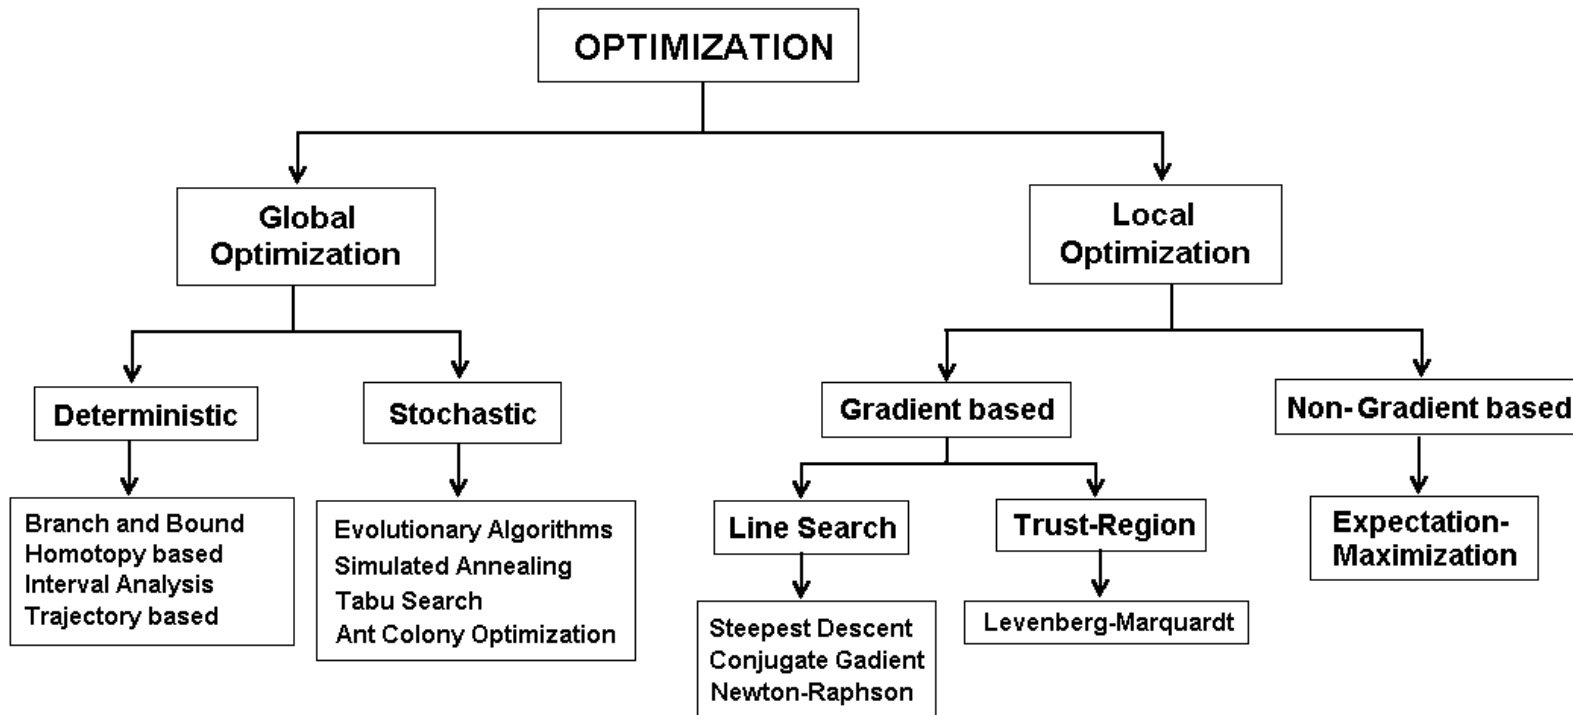 OPTIMIZATION
Global
Optimization
Local
Optimization
Deterministic
Stochastic
Gradient based
Non-Gradient based
Branch and Bound
Homotopy based
Interval Analysis
Trajectory based
Evolutionary Algorithms
Simulated Annealing
Tabu Search
Ant Colony Optimization
Line Search
Trust-Region
Expectation-
Maximization
Steepest Descent
Conjugate Gadient
Newton-Raphson
Levenberg-Marquardt